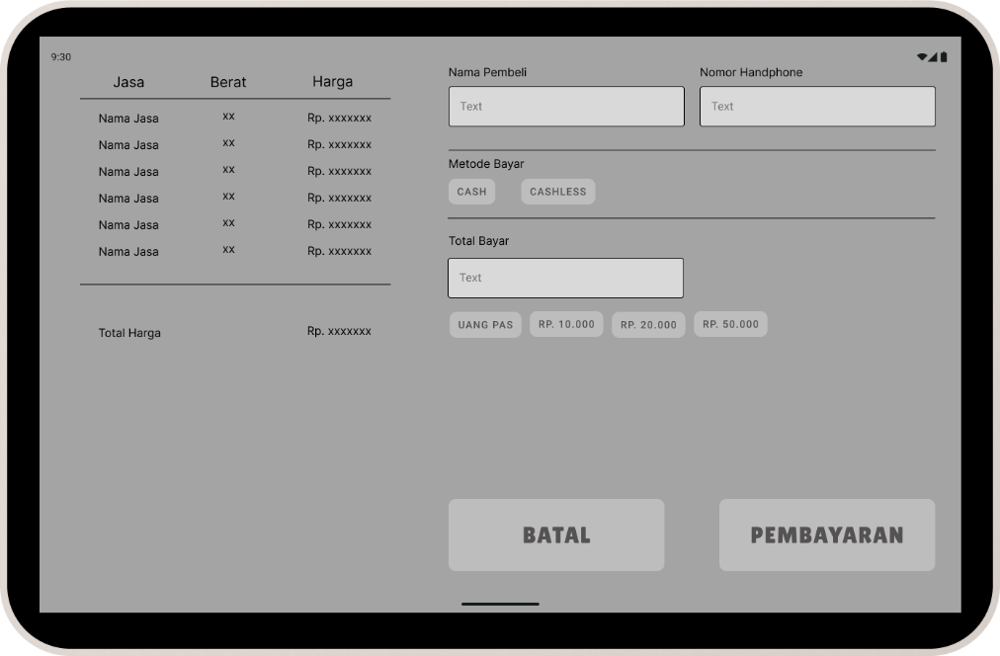 9:30
Jasa Berat Harga
Nama Jasa xx Rp. xxxxxxx
Nama Jasa xx Rp. xxxxxxx
Nama Jasa xx Rp. xxxxxxx
Nama Jasa xx Rp. xxxxxxx
Nama Jasa xx Rp. xxxxxxx
Nama Jasa xx Rp. xxxxxxx
Total Harga Rp. xxxxxxx
Nama Pembeli Nomor Handphone
Text Text
Metode Bayar
CASH CASHLESS
Total Bayar
Text
UANG PAS RP. 10.000 RP. 20.000 RP. 50.000
BATAL PEMBAYARAN